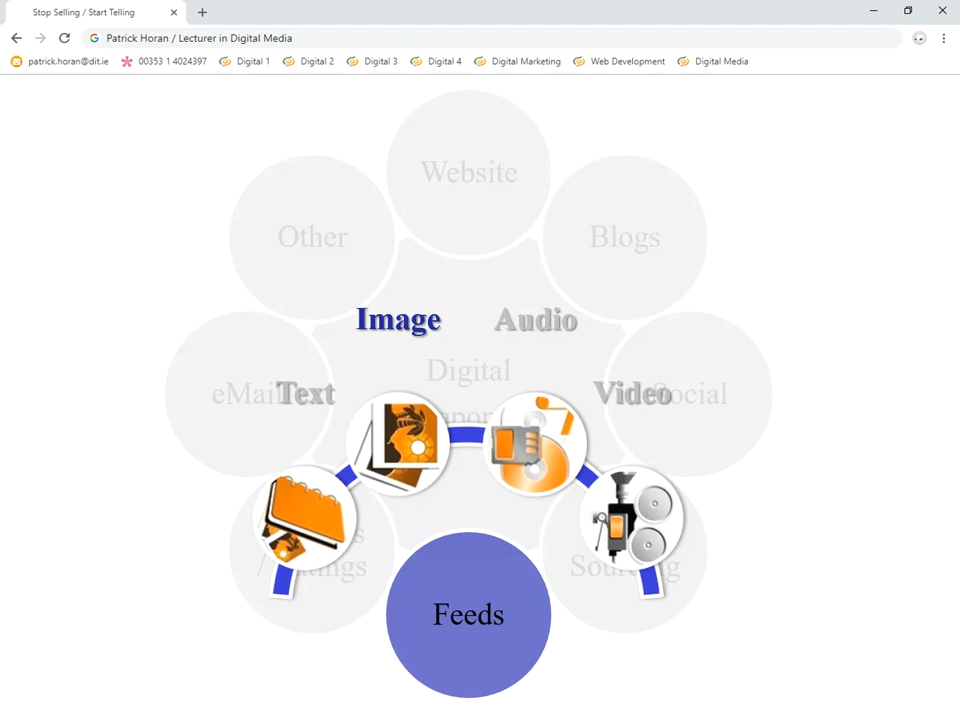 Stop Selling / Start Telling
Patrick Horan / Lecturer in Digital Media
patrick.horan@dit.ie 00353 1 4024397 Digital 1 Digital 2 Digital 3 Digital 4 Digital Marketing Web Development Digital Media
Website
Other
Blogs
Image
Audio
Digital
Text
Video
Feeds